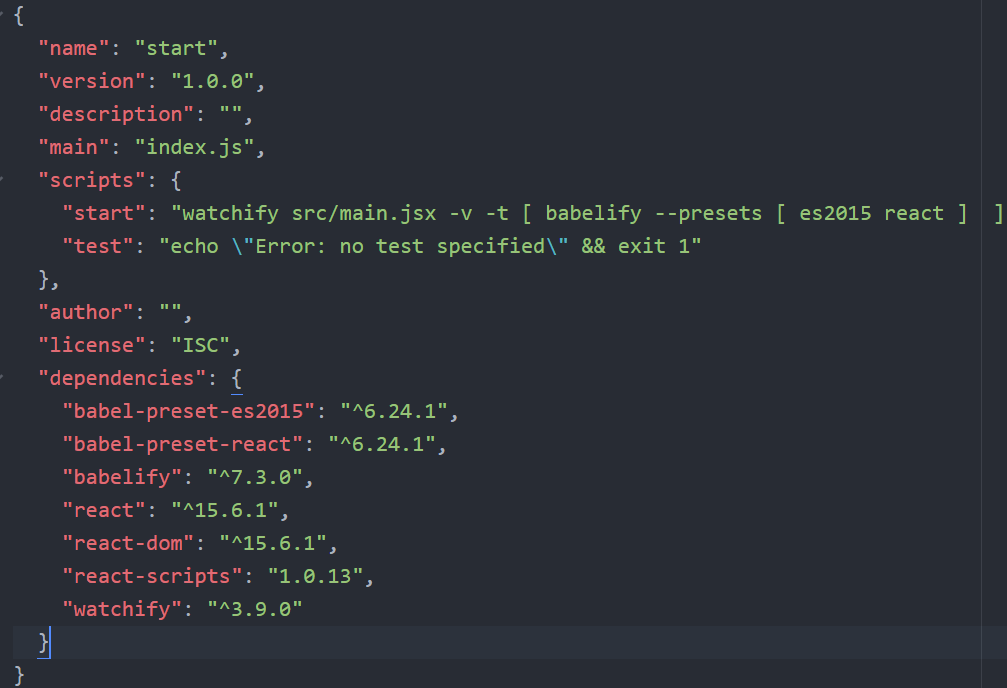 {
  "name": "start",
  "version": "1.0.0",
  "description": "",
  "main": "index.js",
  "scripts": {
    "start": "watchify src/main.jsx -v -t [ babelify --presets [ es2015 react ]  ]
    "test": "echo \"Error: no test specified\" && exit 1"
  },
  "author": "",
  "license": "ISC",
  "dependencies": {
    "babel-preset-es2015": "^6.24.1",
    "babel-preset-react": "^6.24.1",
    "babelify": "^7.3.0",
    "react": "^15.6.1",
    "react-dom": "^15.6.1",
    "react-scripts": "1.0.13",
    "watchify": "^3.9.0"
  }
}